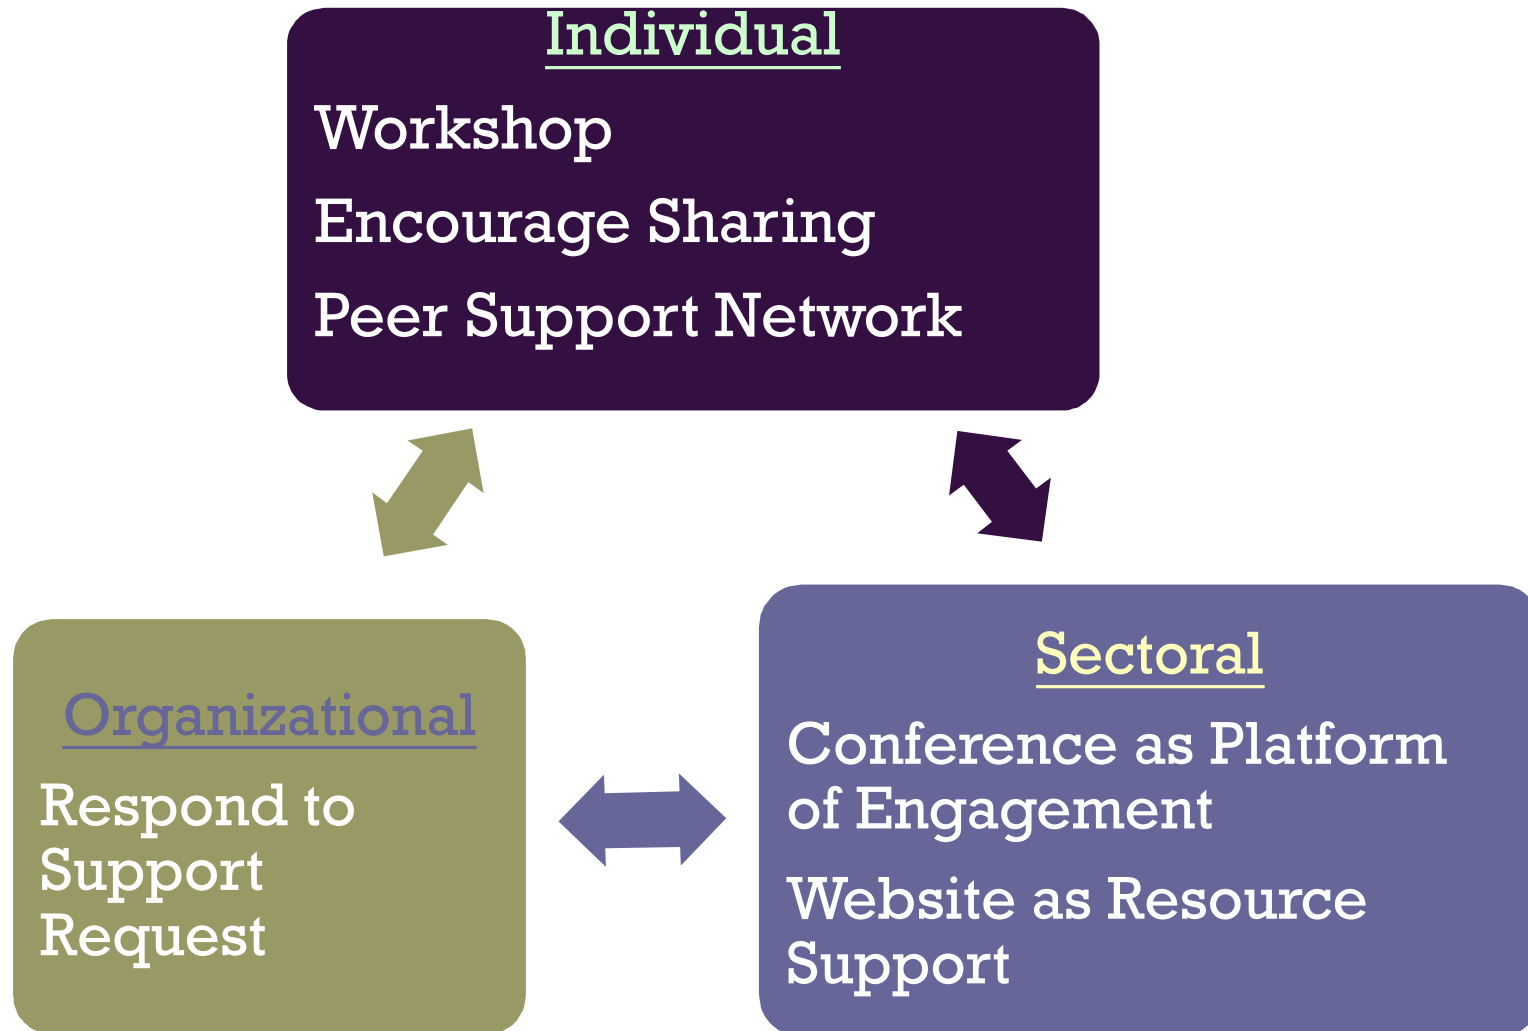 Individual
Workshop
Encourage Sharing
Peer Support Network
Organizational
Respond to
Support
Request
Sectoral
Conference as Platform
of Engagement
Website as Resource
Support